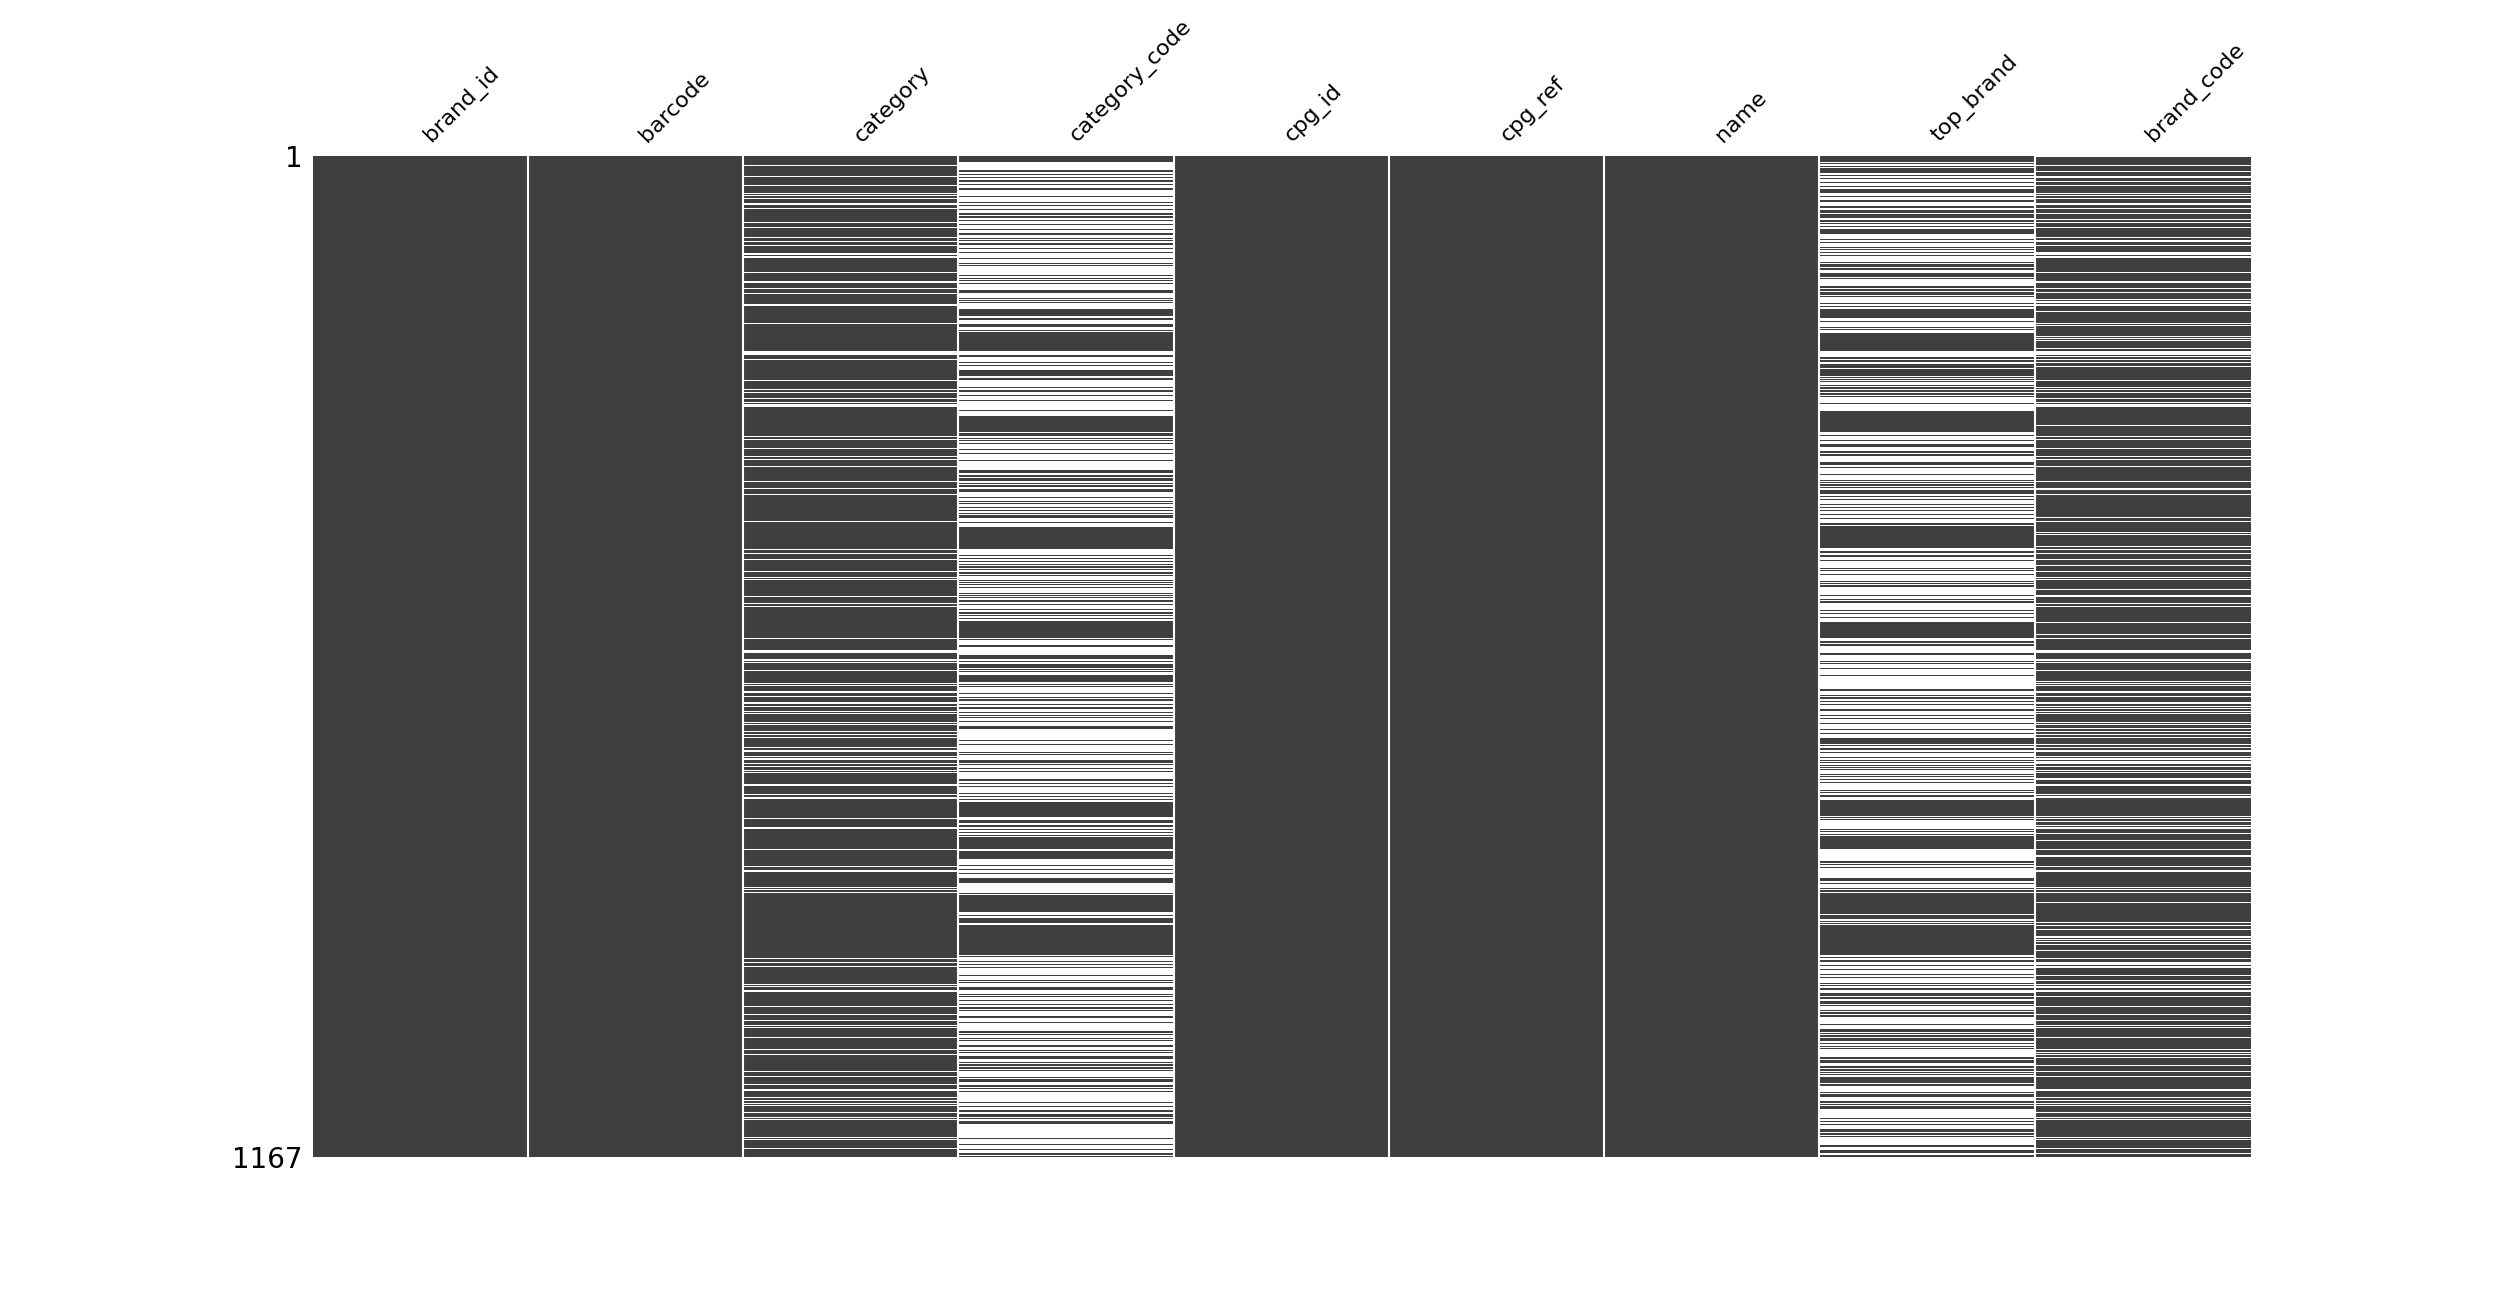 brand_id
barcode
category
category_code
cpg_id
cpg_ref
name
top_brand
brand_code
1
1167